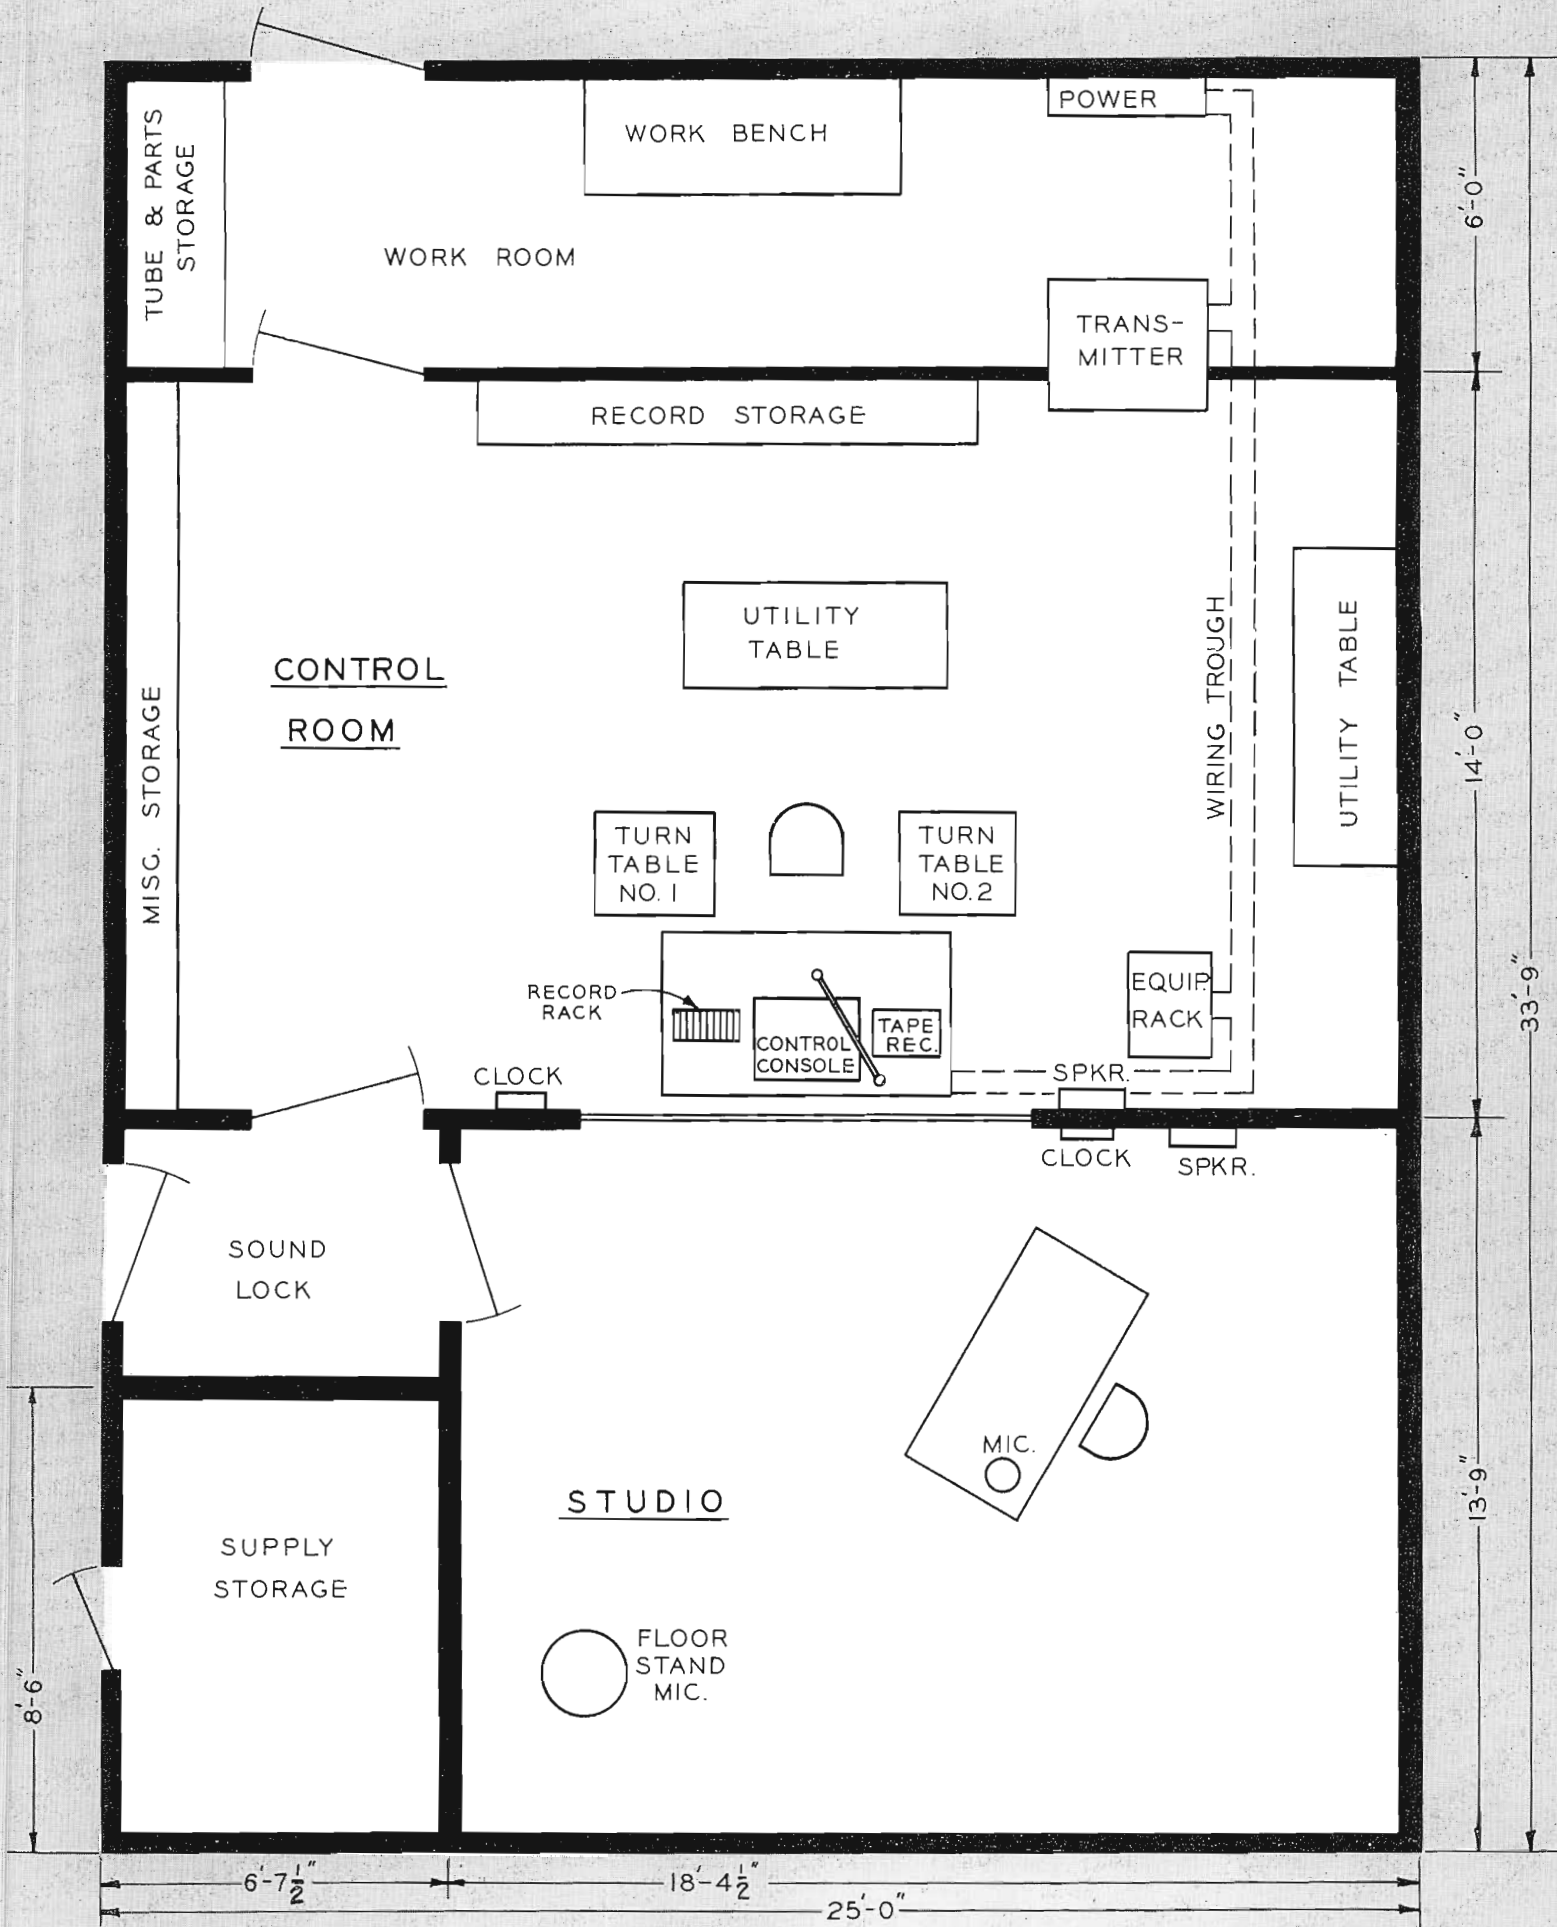 POWER
WORK BENCH
TUBE & PARTS
STORAGE
6'-0"
WORK ROOM
TRANS-
MITTER
RECORD STORAGE
UTILITY
TABLE
UTILITY TABLE
WIRING TROUGH
CONTROL
ROOM
MISC. STORAGE
14'-0"
33'-9"
TURN
TABLE
NO. 1
TURN
TABLE
NO. 2
RECORD
RACK
CONTROL
CONSOLE
TAPE
REC.
EQUIP.
RACK
CLOCK
SPKR.
CLOCK
SPKR.
SOUND
LOCK
MIC.
STUDIO
13'-9"
SUPPLY
STORAGE
FLOOR
STAND
MIC.
8'-6"
6'-7½"
18'-4½"
25'-0"